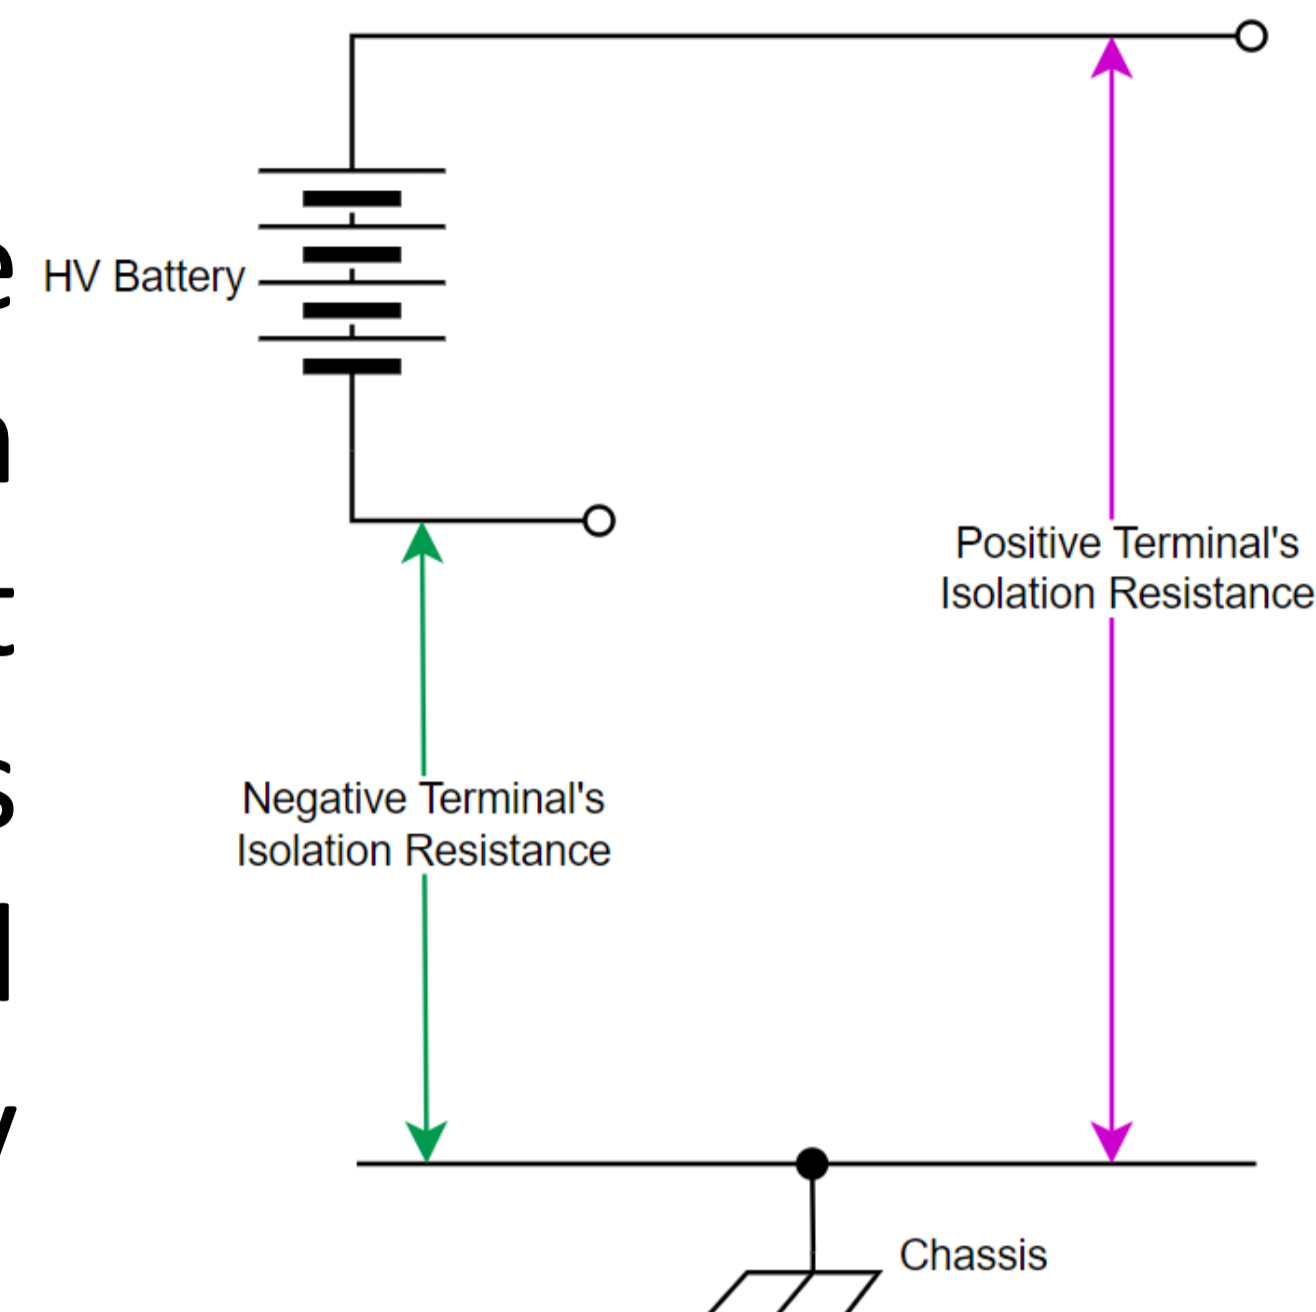 e
HV Battery
n
t
Positive Terminal's
Isolation Resistance
s
Negative Terminal's
Isolation Resistance
l
y
Chassis